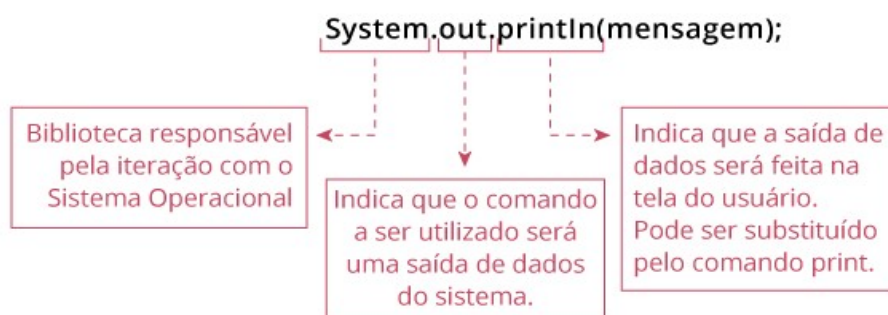 System.out.printIn(mensagem);
Biblioteca responsável
pela iteração com o
Sistema Operacional
Indica que o comando
a ser utilizado será
uma saída de dados
do sistema.
Indica que a saída de
dados será feita na
tela do usuário.
Pode ser substituído
pelo comando print.